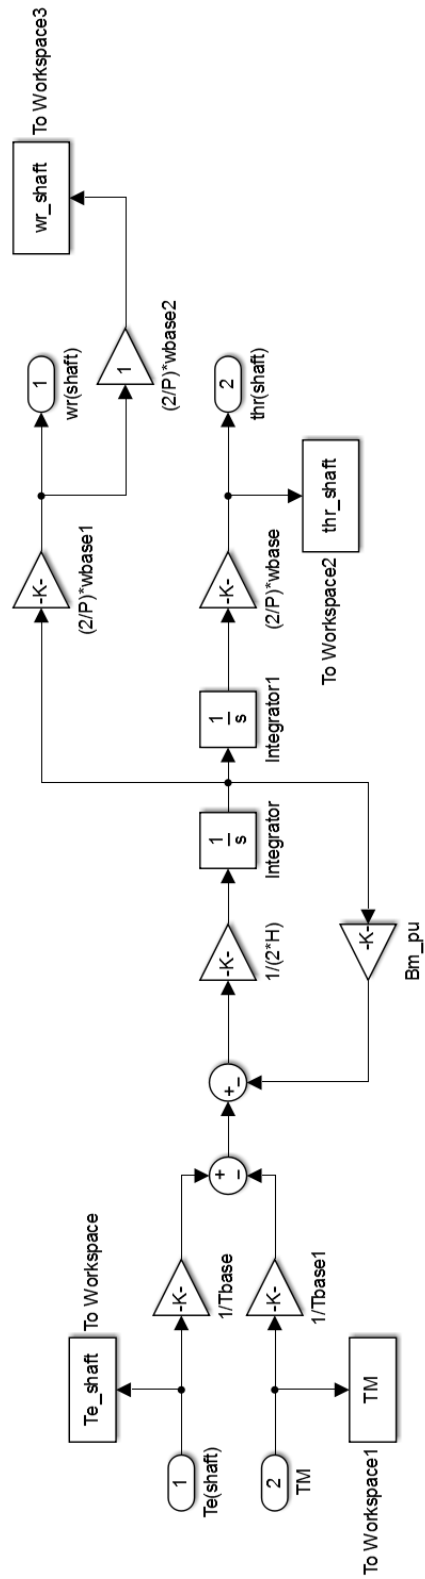 Te_shaft
To Workspace
1
Te(shaft)
-K-
1/Tbase
2
TM
-K-
1/Tbase1
TM
To Workspace1
+
–
+
–
-K-
1/(2*H)
1
s
Integrator
1
s
Integrator1
-K-
Bm_pu
-K-
(2/P)*wbase1
1
wr(shaft)
1
(2/P)*wbase2
wr_shaft
To Workspace3
-K-
(2/P)*wbase
2
thr(shaft)
thr_shaft
To Workspace2